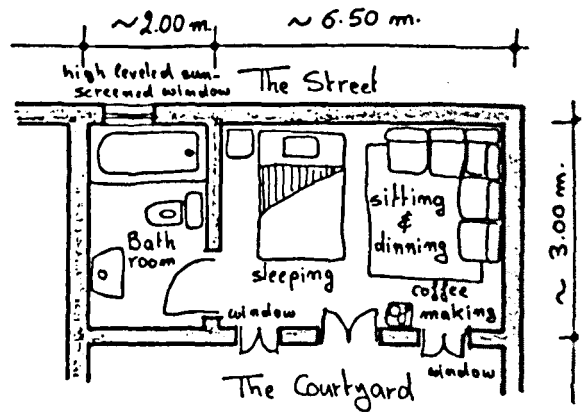 ~2.00 m.
~ 6.50 m.
high leveled sun-
screened window
The Street
sitting
&
dinning
~ 3.00 m.
Bath
room
sleeping
coffee
making
window
window
The Courtyard